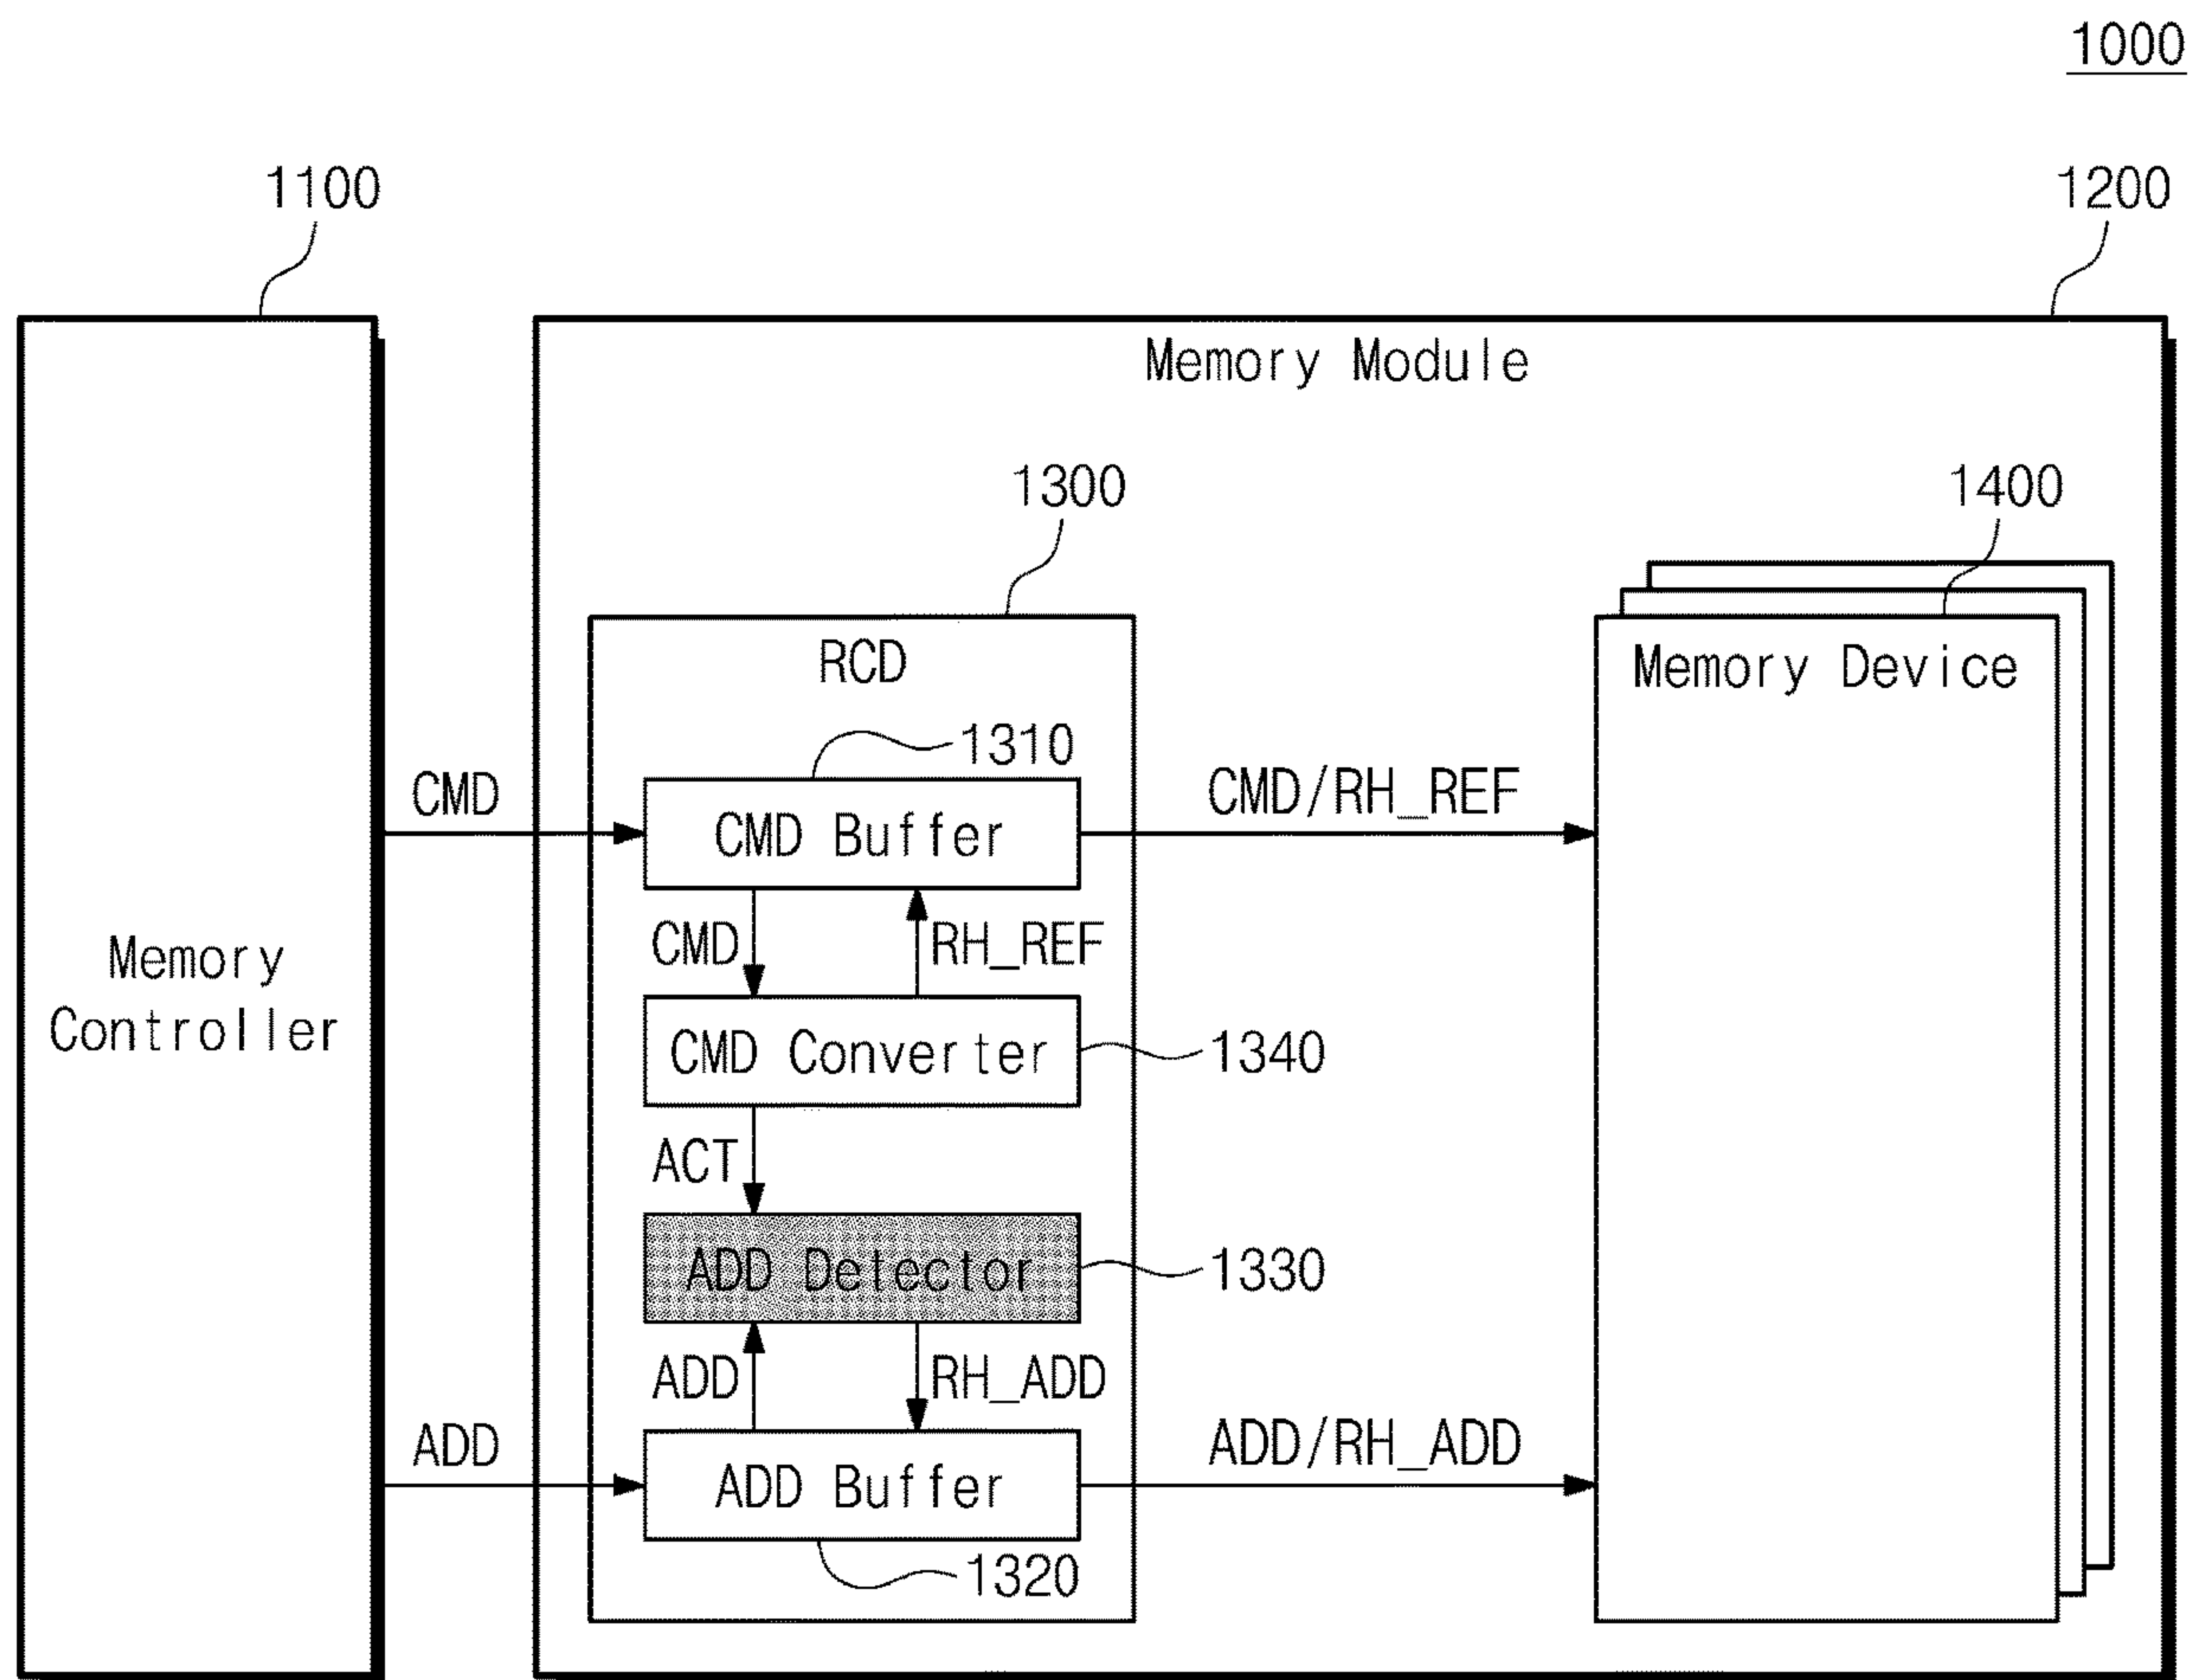 1000
1100
1200
Memory Module
1300
1400
RCD
Memory Device
1310
CMD
CMD Buffer
CMD/RH_REF
CMD
RH_REF
Memory
Controller
CMD Converter
1340
ACT
ADD Detector
1330
ADD
RH_ADD
ADD
ADD Buffer
ADD/RH_ADD
1320